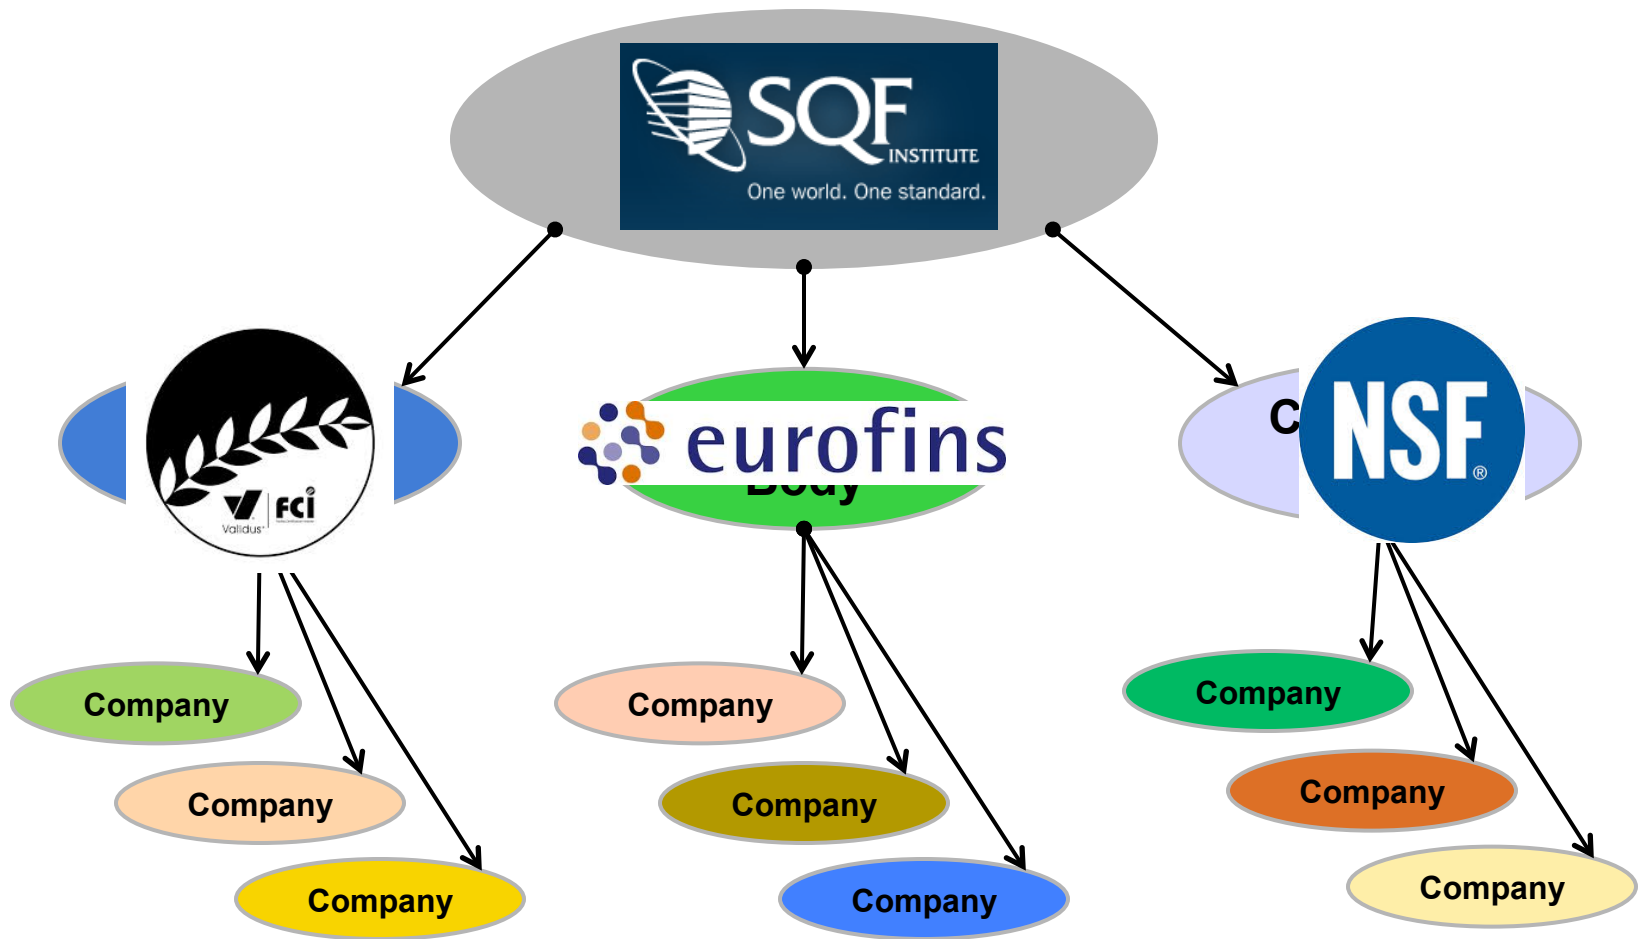 SQF
INSTITUTE
One world. One standard.
Validus
FCi
eurofins
Body
C
NSF®
Company
Company
Company
Company
Company
Company
Company
Company
Company